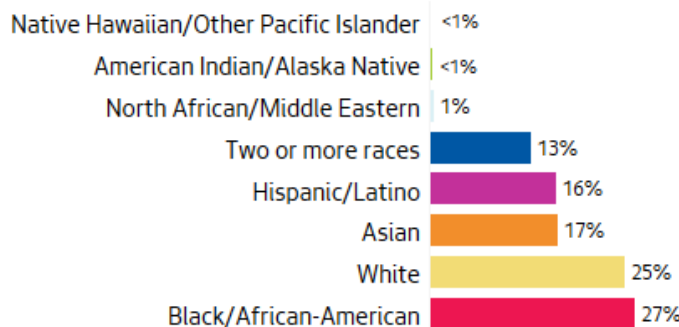 Native Hawaiian/Other Pacific Islander <1%
American Indian/Alaska Native <1%
North African/Middle Eastern 1%
Two or more races 13%
Hispanic/Latino 16%
Asian 17%
White 25%
Black/African-American 27%